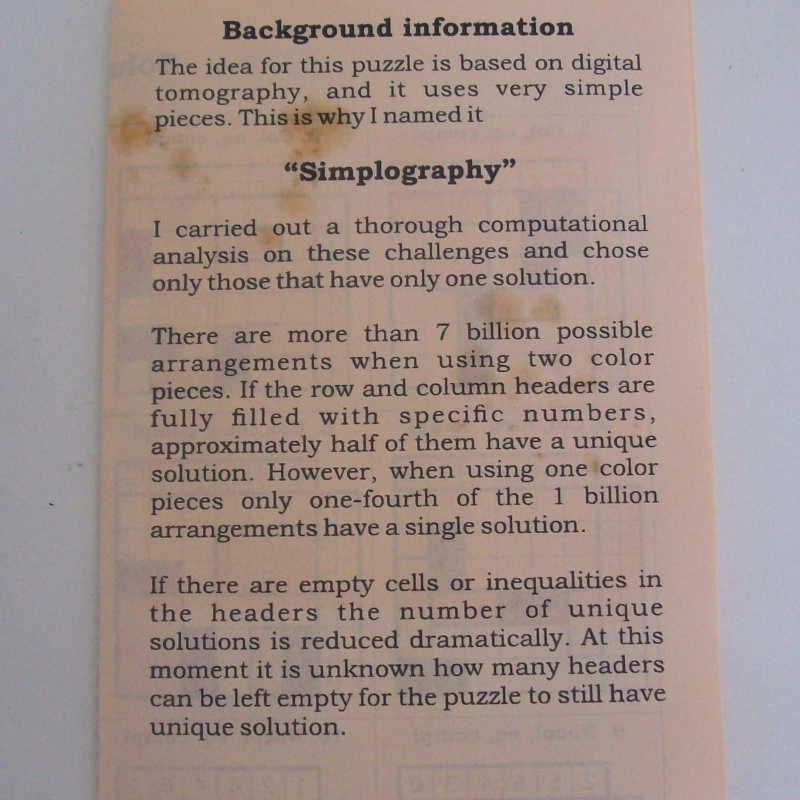 Background information
The idea for this puzzle is based on digital
tomography, and it uses very simple
pieces. This is why I named it
“Simplography”
I carried out a thorough computational
analysis on these challenges and chose
only those that have only one solution.
There are more than 7 billion possible
arrangements when using two color
pieces. If the row and column headers are
fully filled with specific numbers,
approximately half of them have a unique
solution. However, when using one color
pieces only one-fourth of the 1 billion
arrangements have a single solution.
If there are empty cells or inequalities in
the headers the number of unique
solutions is reduced dramatically. At this
moment it is unknown how many headers
can be left empty for the puzzle to still have
unique solution.